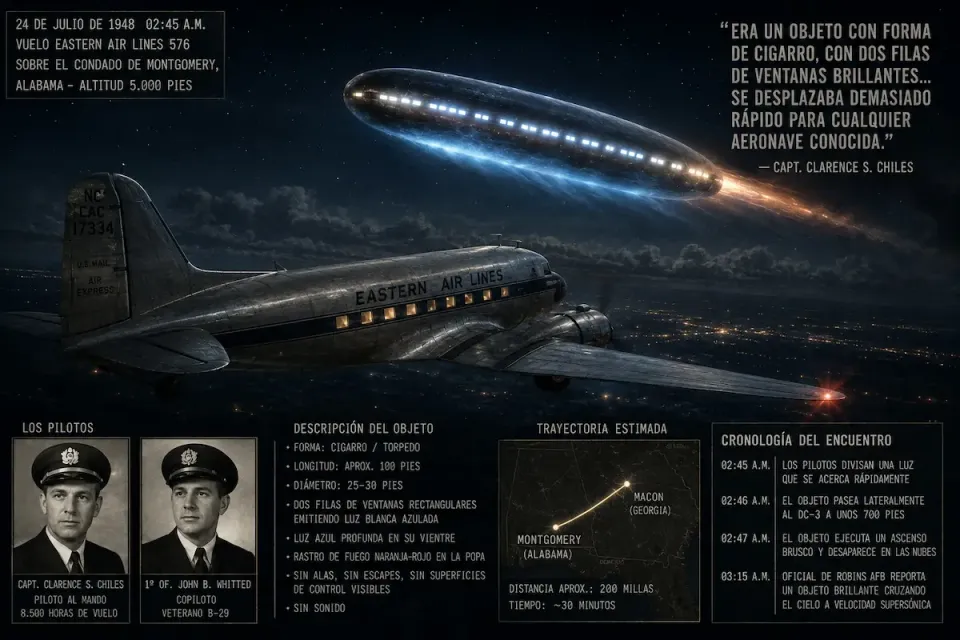 24 DE JULIO DE 1948 02:45 A.M.
VUELO EASTERN AIR LINES 576
SOBRE EL CONDADO DE MONTGOMERY,
ALABAMA – ALTITUD 5.000 PIES
“ERA UN OBJETO CON FORMA
DE CIGARRO, CON DOS FILAS
DE VENTANAS BRILLANTES...
SE DESPLAZABA DEMASIADO
RÁPIDO PARA CUALQUIER
AERONAVE CONOCIDA.”
— CAPT. CLARENCE S. CHILES
NC
CAC
17334
U.S. MAIL
AIR
EXPRESS
EASTERN AIR LINES
LOS PILOTOS
CAPT. CLARENCE S. CHILES
PILOTO AL MANDO
8.500 HORAS DE VUELO
1º OF. JOHN B. WHITTED
COPILOTO
VETERANO B-29
DESCRIPCIÓN DEL OBJETO
• FORMA: CIGARRO / TORPEDO
• LONGITUD: APROX. 100 PIES
• DIÁMETRO: 25-30 PIES
• DOS FILAS DE VENTANAS RECTANGULARES
EMITIENDO LUZ BLANCA AZULADA
• LUZ AZUL PROFUNDA EN SU VIENTRE
• RASTRO DE FUEGO NARANJA-ROJO EN LA POPA
• SIN ALAS, SIN ESCAPES, SIN SUPERFICIES
DE CONTROL VISIBLES
• SIN SONIDO
TRAYECTORIA ESTIMADA
MACON
(GEORGIA)
MONTGOMERY
(ALABAMA)
DISTANCIA APROX.: 200 MILLAS
TIEMPO: ~30 MINUTOS
CRONOLOGÍA DEL ENCUENTRO
02:45 A.M. LOS PILOTOS DIVISAN UNA LUZ
QUE SE ACERCA RÁPIDAMENTE
02:46 A.M. EL OBJETO PASEA LATERALMENTE
AL DC-3 A UNOS 700 PIES
02:47 A.M. EL OBJETO EJECUTA UN ASCENSO
BRUSCO Y DESAPARECE EN LAS NUBES
03:15 A.M. OFICIAL DE ROBINS AFB REPORTA
UN OBJETO BRILLANTE CRUZANDO
EL CIELO A VELOCIDAD SUPERSÓNICA